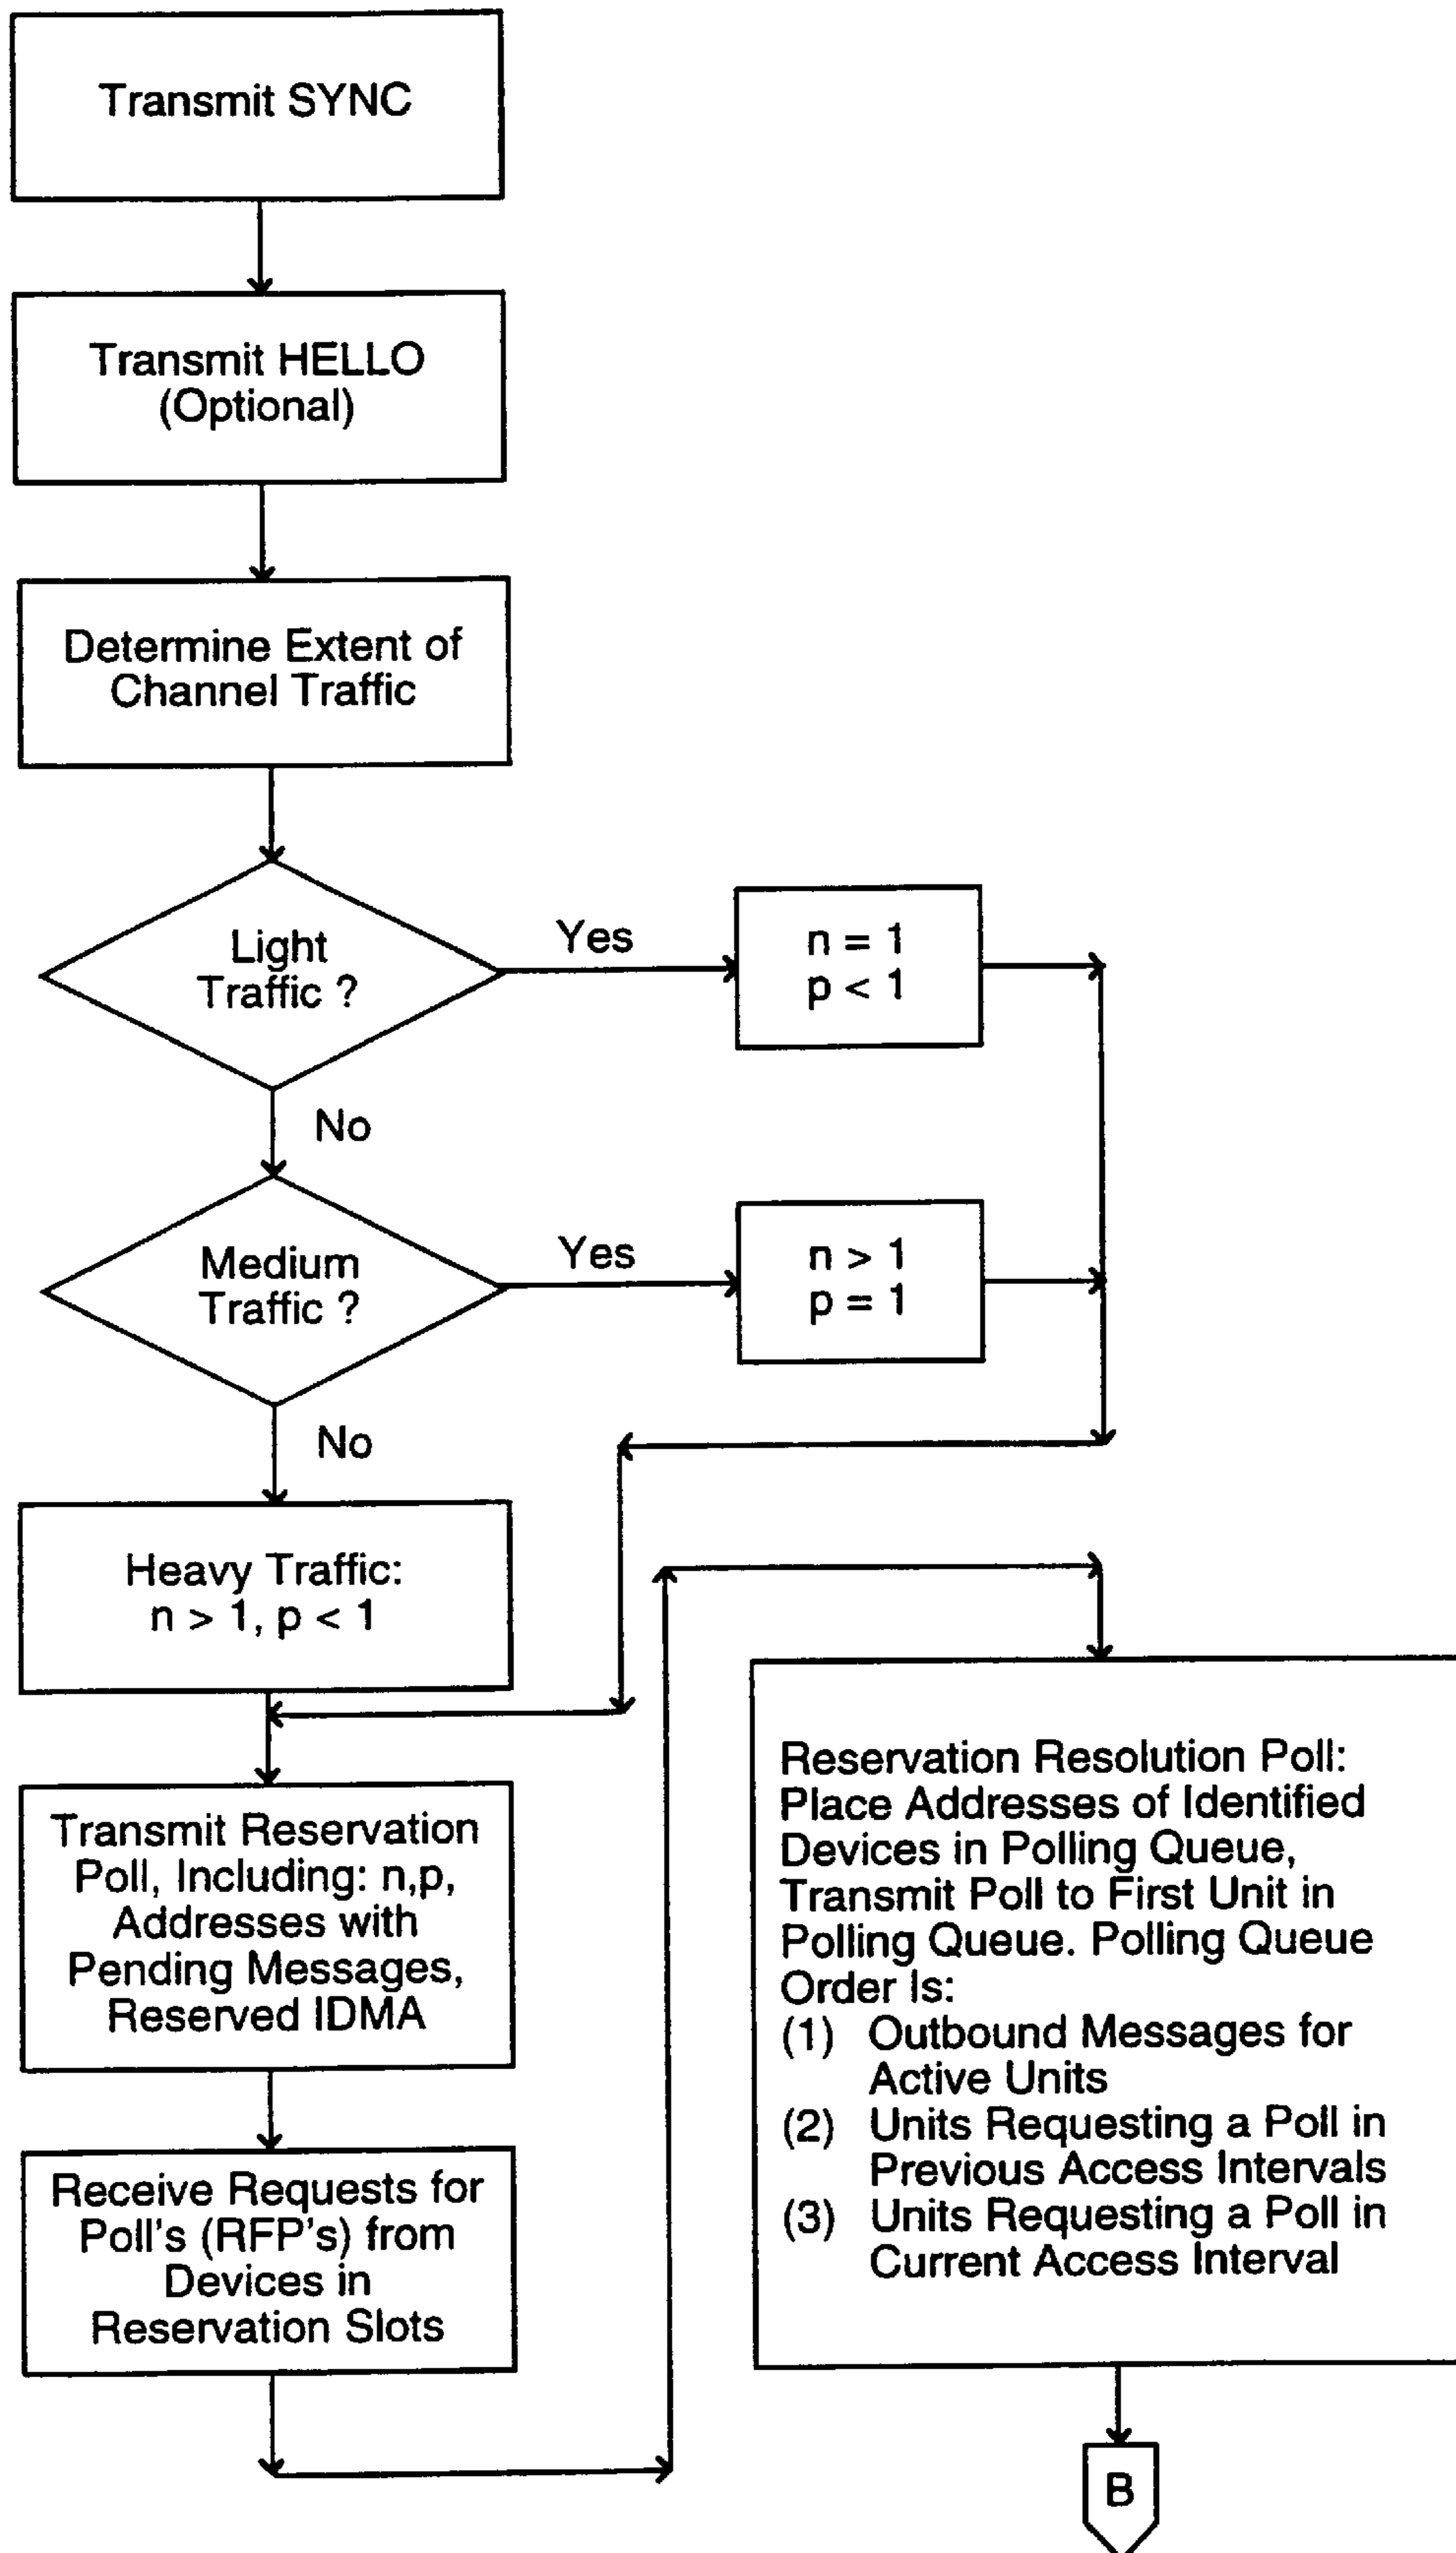 Transmit SYNC
Transmit HELLO
(Optional)
Determine Extent of
Channel Traffic
Light
Traffic ?
Yes
n = 1
p < 1
No
Medium
Traffic ?
Yes
n > 1
p = 1
No
Heavy Traffic:
n > 1, p < 1
Transmit Reservation
Poll, Including: n,p,
Addresses with
Pending Messages,
Reserved IDMA
Receive Requests for
Poll's (RFP's) from
Devices in
Reservation Slots
Reservation Resolution Poll:
Place Addresses of Identified
Devices in Polling Queue,
Transmit Poll to First Unit in
Polling Queue. Polling Queue
Order Is:
(1) Outbound Messages for
Active Units
(2) Units Requesting a Poll in
Previous Access Intervals
(3) Units Requesting a Poll in
Current Access Interval
B